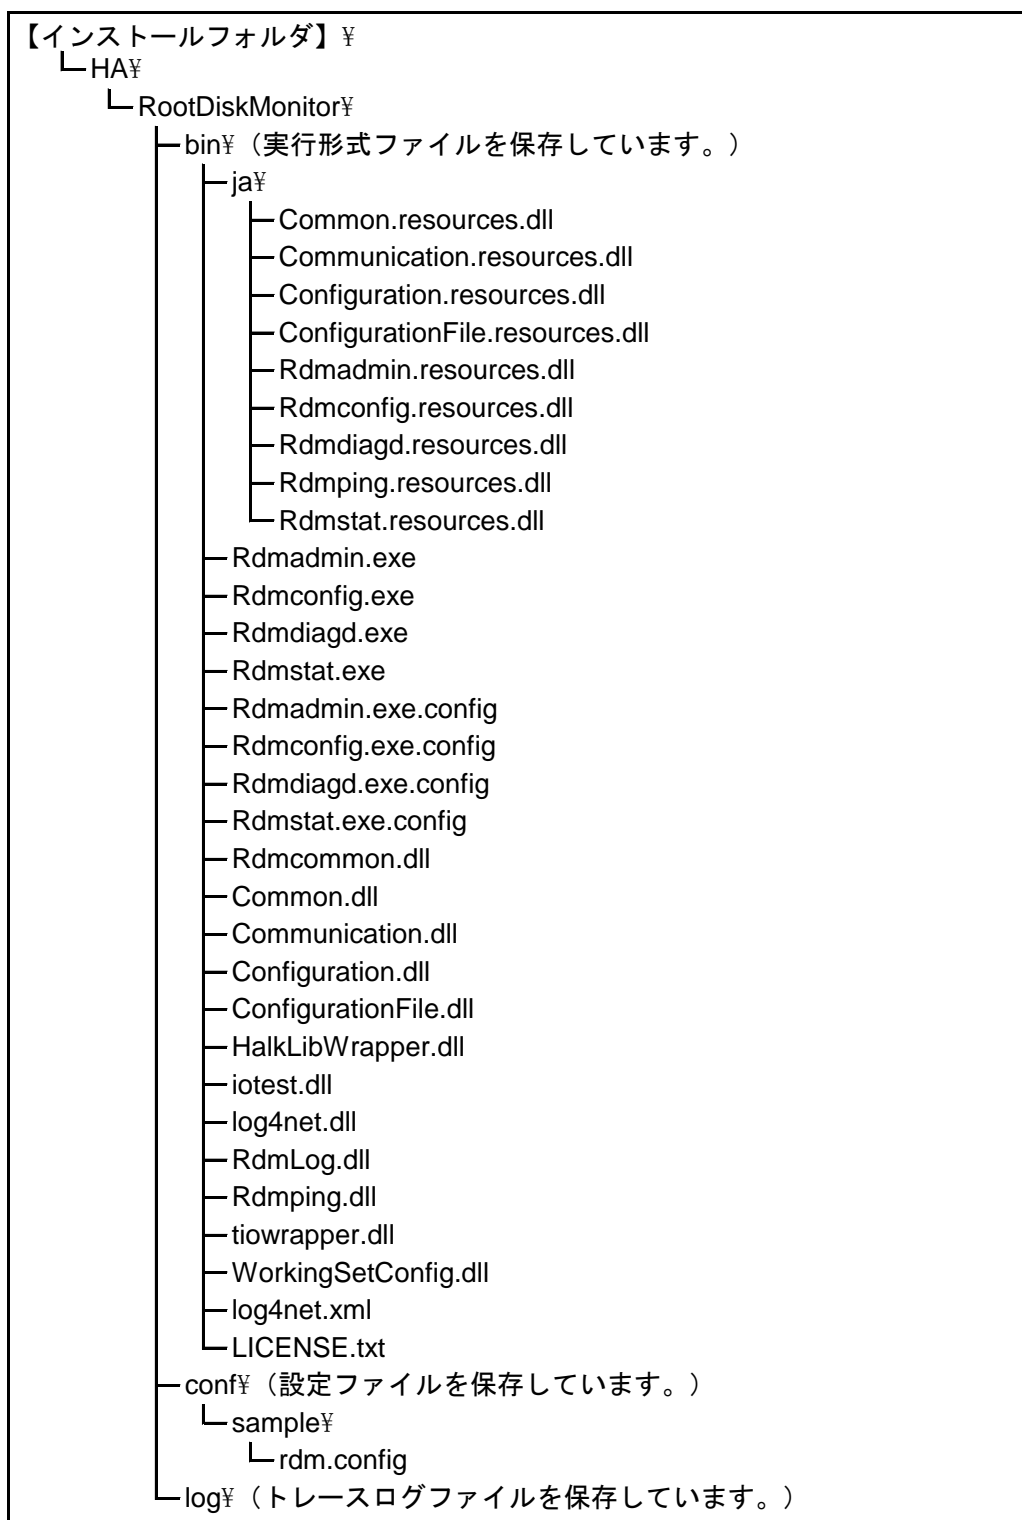 【インストールフォルダ】¥
HA¥
RootDiskMonitor¥
bin¥（実行形式ファイルを保存しています。）
ja¥
Common.resources.dll
Communication.resources.dll
Configuration.resources.dll
ConfigurationFile.resources.dll
Rdmadmin.resources.dll
Rdmconfig.resources.dll
Rdmdiagd.resources.dll
Rdmping.resources.dll
Rdmstat.resources.dll
Rdmadmin.exe
Rdmconfig.exe
Rdmdiagd.exe
Rdmstat.exe
Rdmadmin.exe.config
Rdmconfig.exe.config
Rdmdiagd.exe.config
Rdmstat.exe.config
Rdmcommon.dll
Common.dll
Communication.dll
Configuration.dll
ConfigurationFile.dll
HalkLibWrapper.dll
iotest.dll
log4net.dll
RdmLog.dll
Rdmping.dll
tiowrapper.dll
WorkingSetConfig.dll
log4net.xml
LICENSE.txt
conf¥（設定ファイルを保存しています。）
sample¥
rdm.config
log¥（トレースログファイルを保存しています。）